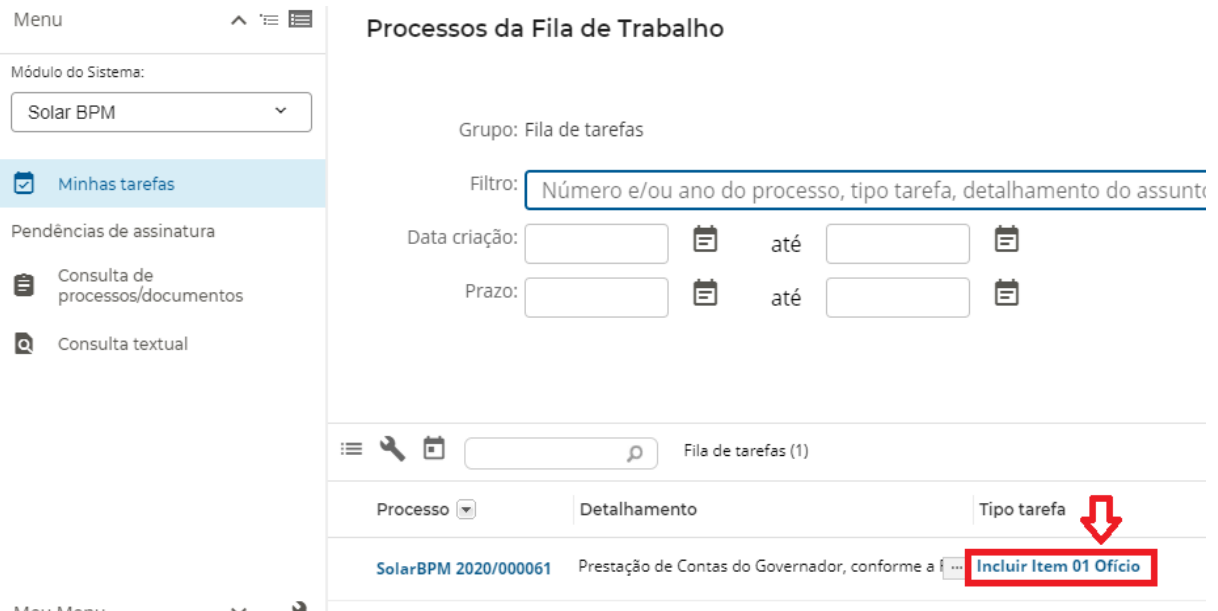 Menu
Módulo do Sistema:
Solar BPM
Minhas tarefas
Pendências de assinatura
Consulta de
processos/documentos
Consulta textual
Processos da Fila de Trabalho
Grupo: Fila de tarefas
Filtro: Número e/ou ano do processo, tipo tarefa, detalhamento do assunto
Data criação: até
Prazo: até
Fila de tarefas (1)
Processo Detalhamento Tipo tarefa
SolarBPM 2020/000061 Prestação de Contas do Governador, conforme a ... Incluir Item 01 Ofício